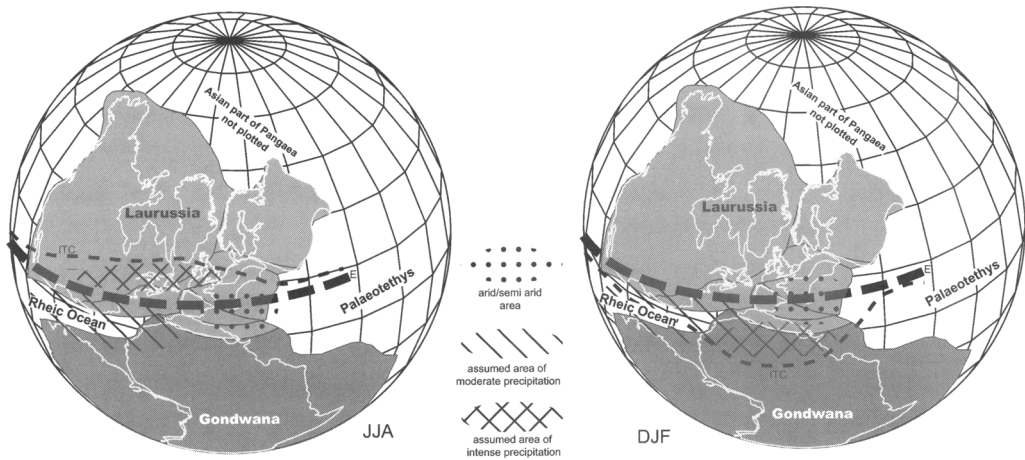 Asian part of Pangaea
not plotted
Laurussia
ITC
E
Palaeotethys
Rheic Ocean
Gondwana
JJA
arid/semi arid
area
assumed area of
moderate precipitation
assumed area of
intense precipitation
Asian part of Pangaea
not plotted
Laurussia
E
Palaeotethys
Rheic Ocean
ITC
Gondwana
DJF